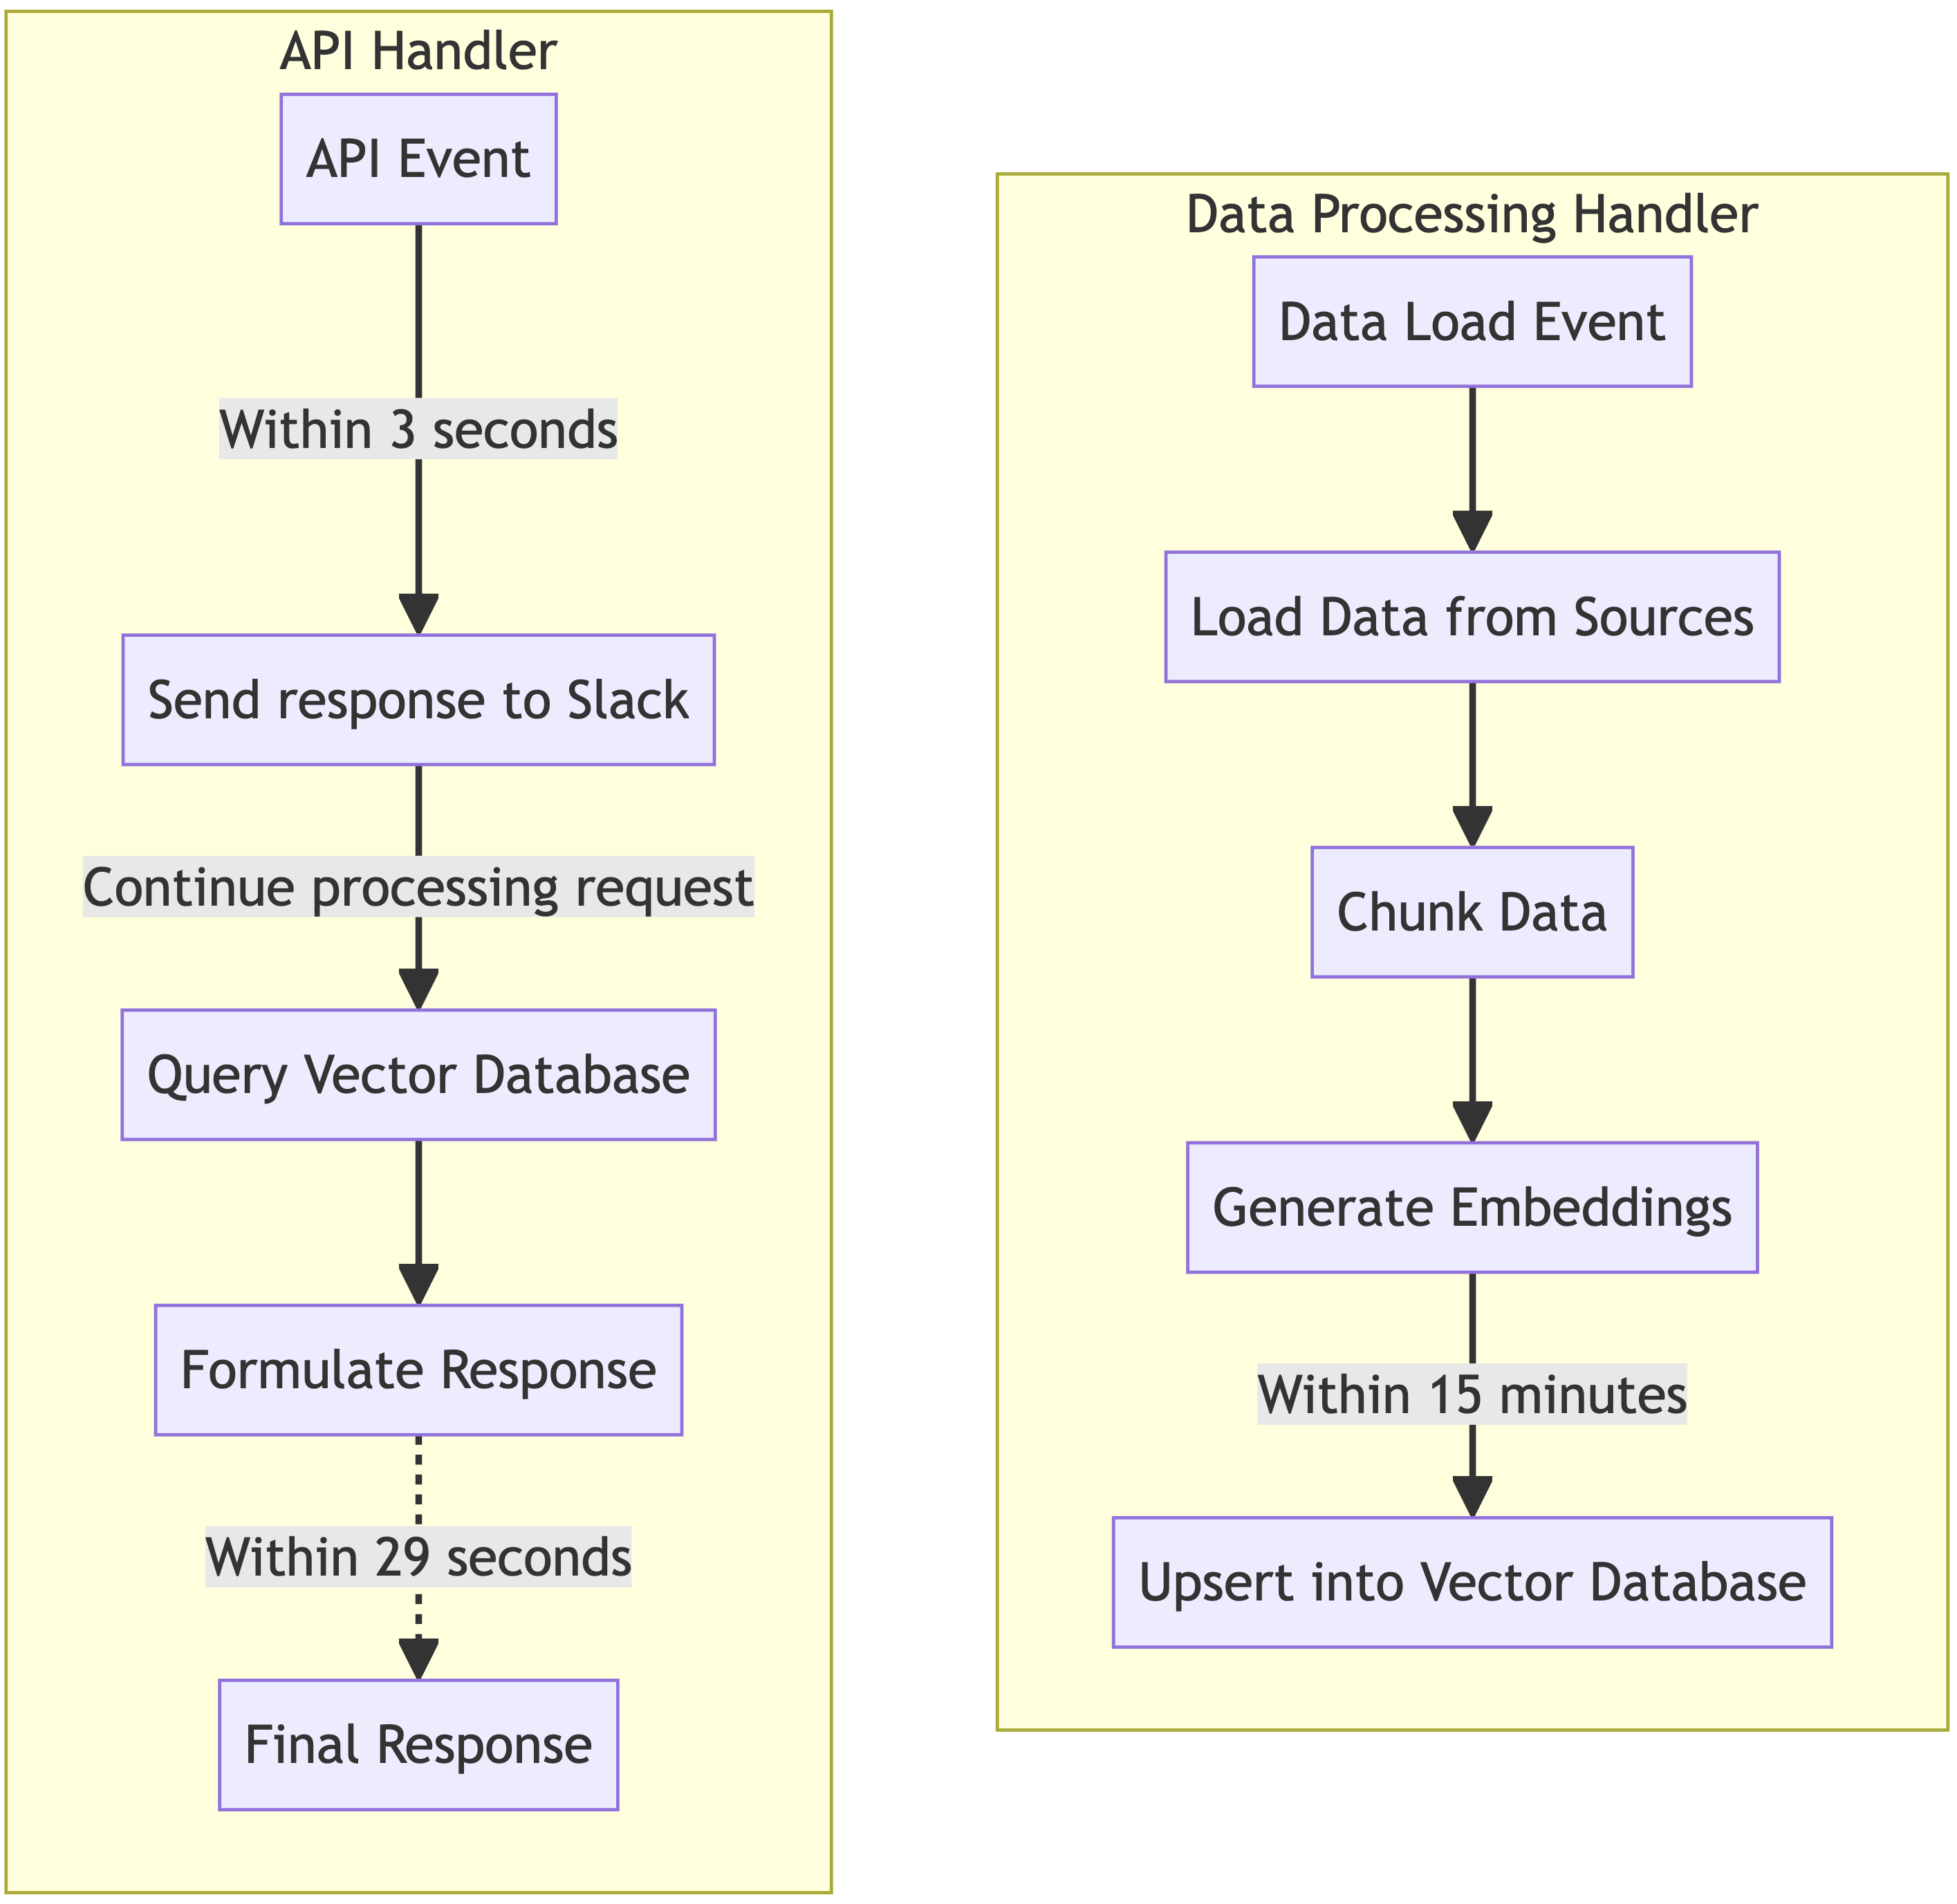 API Handler
API Event
Within 3 seconds
Send response to Slack
Continue processing request
Query Vector Database
Formulate Response
Within 29 seconds
Final Response
Data Processing Handler
Data Load Event
Load Data from Sources
Chunk Data
Generate Embeddings
Within 15 minutes
Upsert into Vector Database